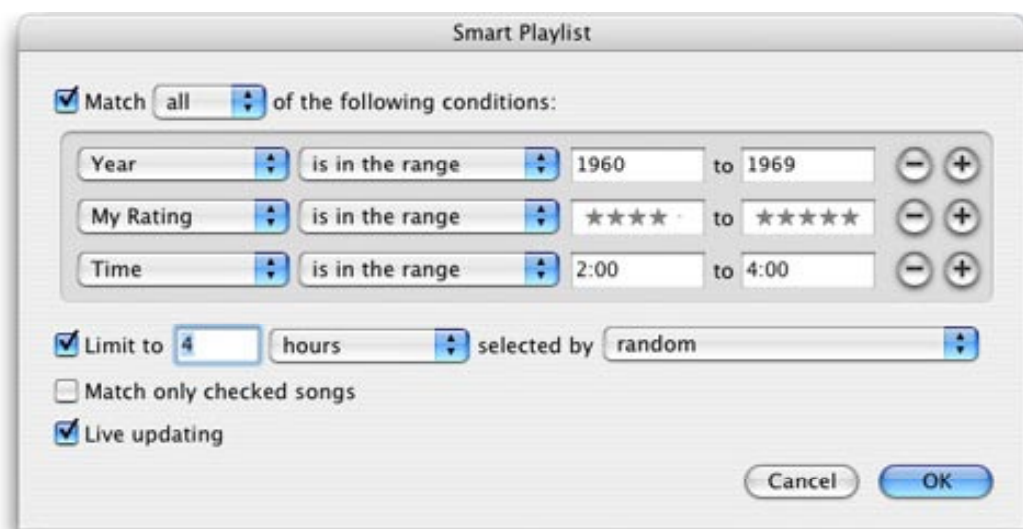 Smart Playlist
Match all of the following conditions:
Year is in the range 1960 to 1969
My Rating is in the range ★★★★· to ★★★★★
Time is in the range 2:00 to 4:00
Limit to 4 hours selected by random
Match only checked songs
Live updating
Cancel OK